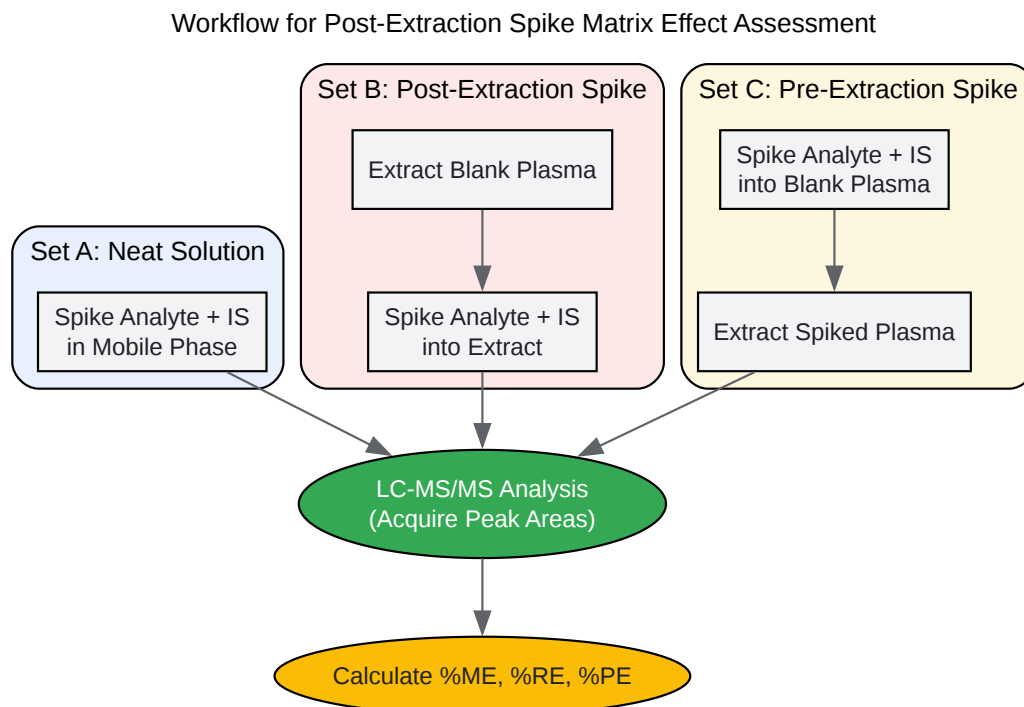 Workflow for Post-Extraction Spike Matrix Effect Assessment
Set A: Neat Solution
Spike Analyte + IS
in Mobile Phase
Set B: Post-Extraction Spike
Extract Blank Plasma
Spike Analyte + IS
into Extract
Set C: Pre-Extraction Spike
Spike Analyte + IS
into Blank Plasma
Extract Spiked Plasma
LC-MS/MS Analysis
(Acquire Peak Areas)
Calculate %ME, %RE, %PE